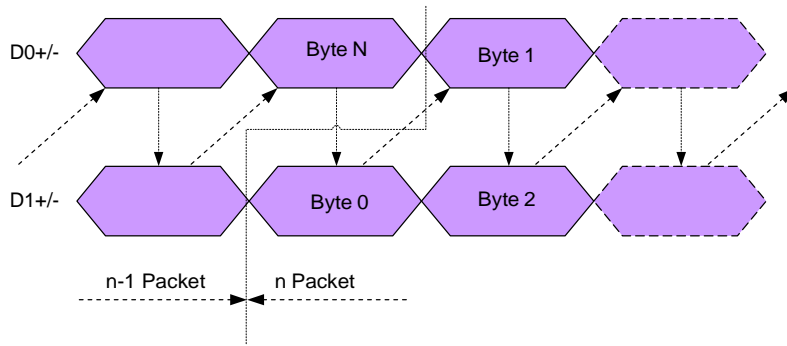 D0+/-
Byte N
Byte 1
D1+/-
Byte 0
Byte 2
n-1 Packet
n Packet